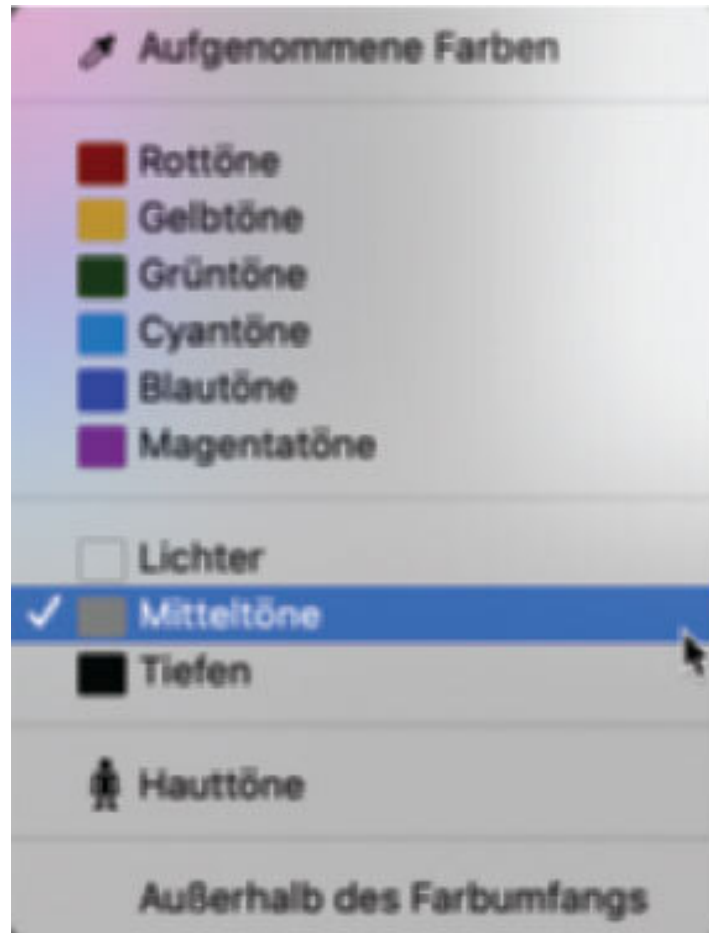 Aufgenommene Farben
Rottöne
Gelbtöne
Grüntöne
Cyantöne
Blautöne
Magentatöne
Lichter
Mitteltöne
Tiefen
Hauttöne
Außerhalb des Farbumfangs